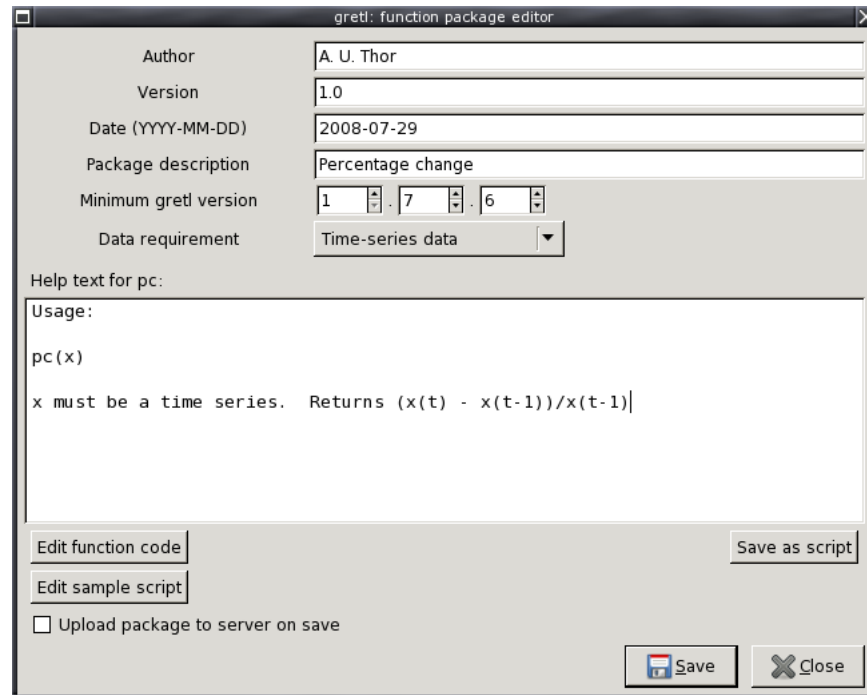 gretl: function package editor
Author A. U. Thor
Version 1.0
Date (YYYY-MM-DD) 2008-07-29
Package description Percentage change
Minimum gretl version 1 . 7 . 6
Data requirement Time-series data
Help text for pc:
Usage:
pc(x)
x must be a time series.  Returns (x(t) - x(t-1))/x(t-1)
Edit function code Save as script
Edit sample script
Upload package to server on save
Save Close